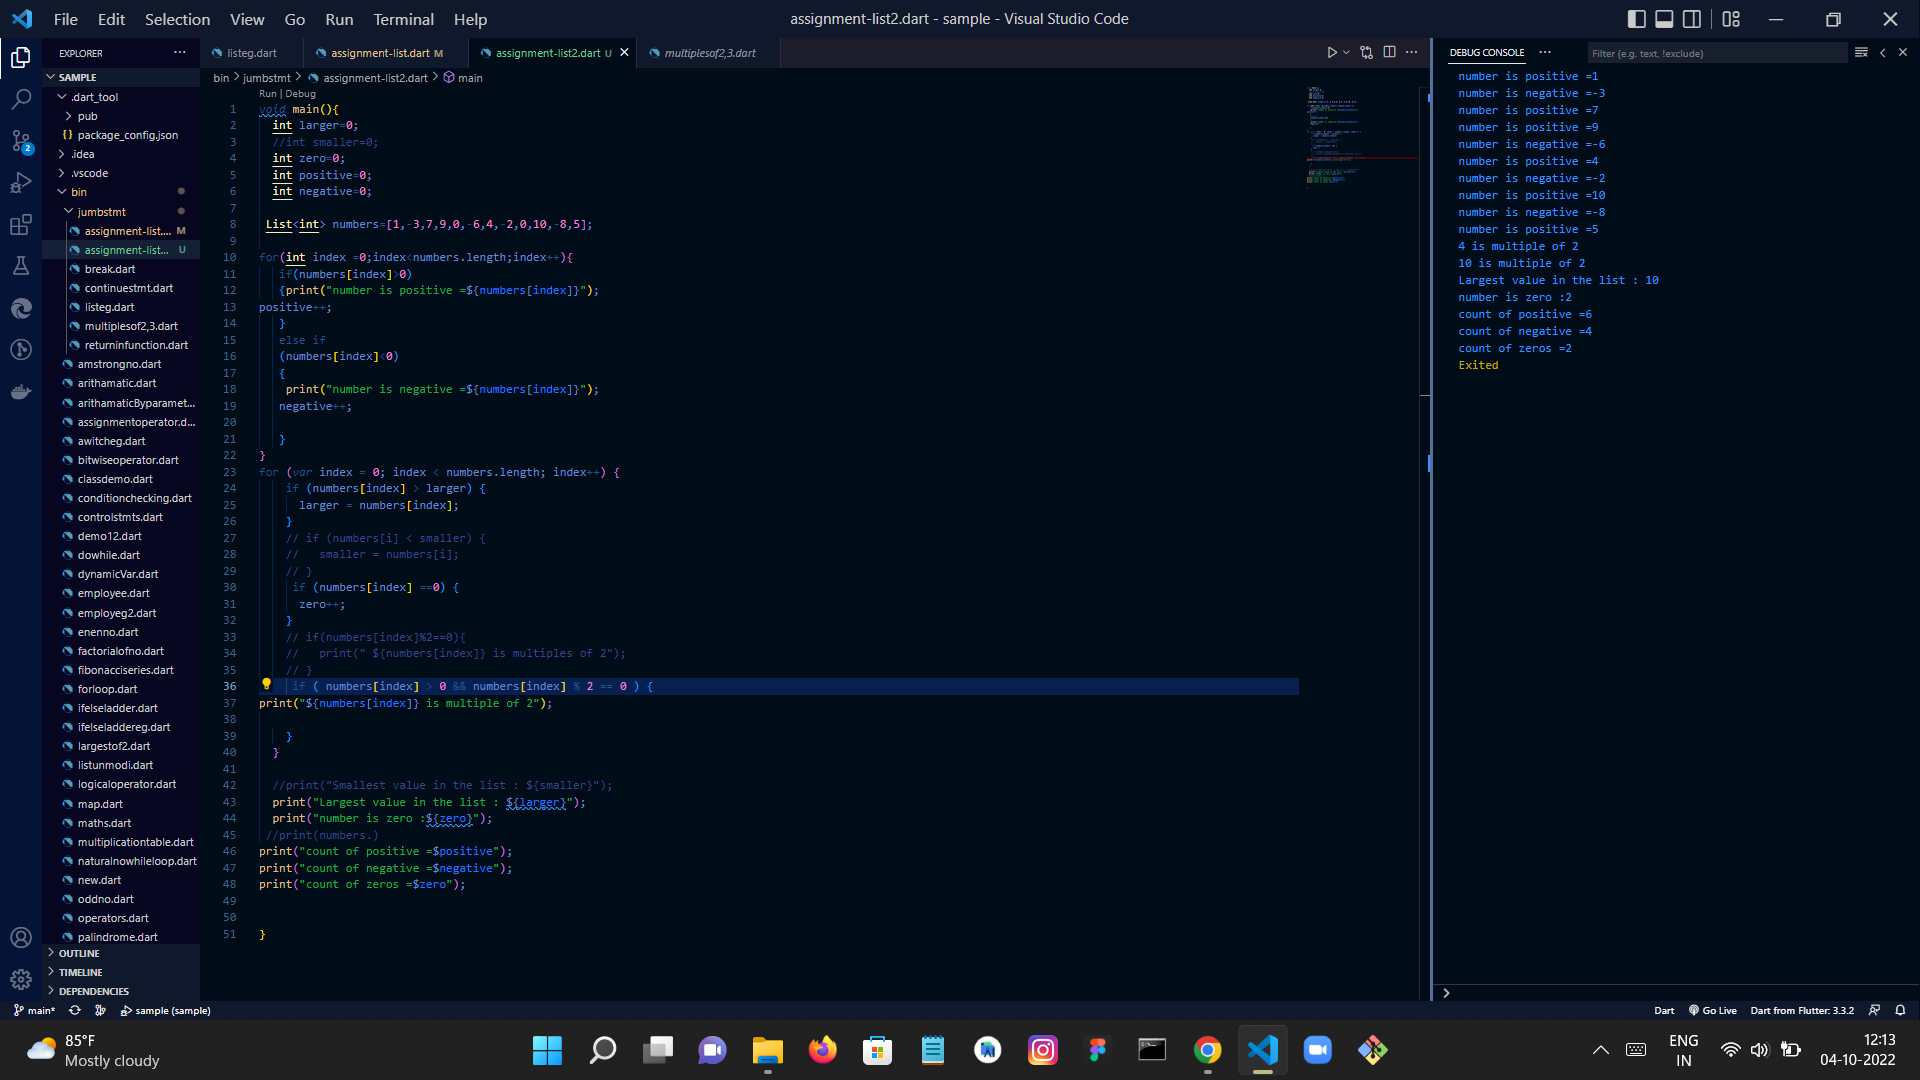 File Edit Selection View Go Run Terminal Help
assignment-list2.dart - sample - Visual Studio Code
EXPLORER
SAMPLE
.dart_tool
pub
{} package_config.json
.idea
.vscode
bin
jumbstmt
assignment-list.... M
assignment-list... U
break.dart
continuestmt.dart
listeg.dart
multiplesof2,3.dart
returninfunction.dart
amstrongno.dart
arithamatic.dart
arithamaticByparamet...
assignmentoperator.d...
awitcheg.dart
bitwiseoperator.dart
classdemo.dart
conditionchecking.dart
controlstmts.dart
demo12.dart
dowhile.dart
dynamicVar.dart
employee.dart
employeg2.dart
enenno.dart
factorialofno.dart
fibonacciseries.dart
forloop.dart
ifelseladder.dart
ifelseladdereg.dart
largestof2.dart
listunmodi.dart
logicaloperator.dart
map.dart
maths.dart
multiplicationtable.dart
naturalnowhileloop.dart
new.dart
oddno.dart
operators.dart
palindrome.dart
OUTLINE
TIMELINE
DEPENDENCIES
2
listeg.dart
assignment-list.dart M
assignment-list2.dart U
multiplesof2,3.dart
bin > jumbstmt > assignment-list2.dart > main
Run | Debug
1 void main(){
2 int larger=0;
3 //int smaller=0;
4 int zero=0;
5 int positive=0;
6 int negative=0;
7
8 List<int> numbers=[1,-3,7,9,0,-6,4,-2,0,10,-8,5];
9
10 for(int index =0;index<numbers.length;index++){
11 if(numbers[index]>0)
12 {print("number is positive =${numbers[index]}");
13 positive++;
14 }
15 else if
16 (numbers[index]<0)
17 {
18 print("number is negative =${numbers[index]}");
19 negative++;
20
21 }
22 }
23 for (var index = 0; index < numbers.length; index++) {
24 if (numbers[index] > larger) {
25 larger = numbers[index];
26 }
27 // if (numbers[i] < smaller) {
28 //   smaller = numbers[i];
29 // }
30 if (numbers[index] ==0) {
31 zero++;
32 }
33 // if(numbers[index]%2==0){
34 //   print(" ${numbers[index]} is multiples of 2");
35 // }
36 if ( numbers[index] > 0 && numbers[index] % 2 == 0 ) {
37 print("${numbers[index]} is multiple of 2");
38
39 }
40 }
41
42 //print("Smallest value in the list : ${smaller}");
43 print("Largest value in the list : ${larger}");
44 print("number is zero :${zero}");
45 //print(numbers.)
46 print("count of positive =$positive");
47 print("count of negative =$negative");
48 print("count of zeros =$zero");
49
50
51 }
DEBUG CONSOLE
Filter (e.g. text, !exclude)
number is positive =1
number is negative =-3
number is positive =7
number is positive =9
number is negative =-6
number is positive =4
number is negative =-2
number is positive =10
number is negative =-8
number is positive =5
4 is multiple of 2
10 is multiple of 2
Largest value in the list : 10
number is zero :2
count of positive =6
count of negative =4
count of zeros =2
Exited
main* sample (sample)
Dart Go Live Dart from Flutter: 3.3.2
85°F
Mostly cloudy
ENG
IN
12:13
04-10-2022